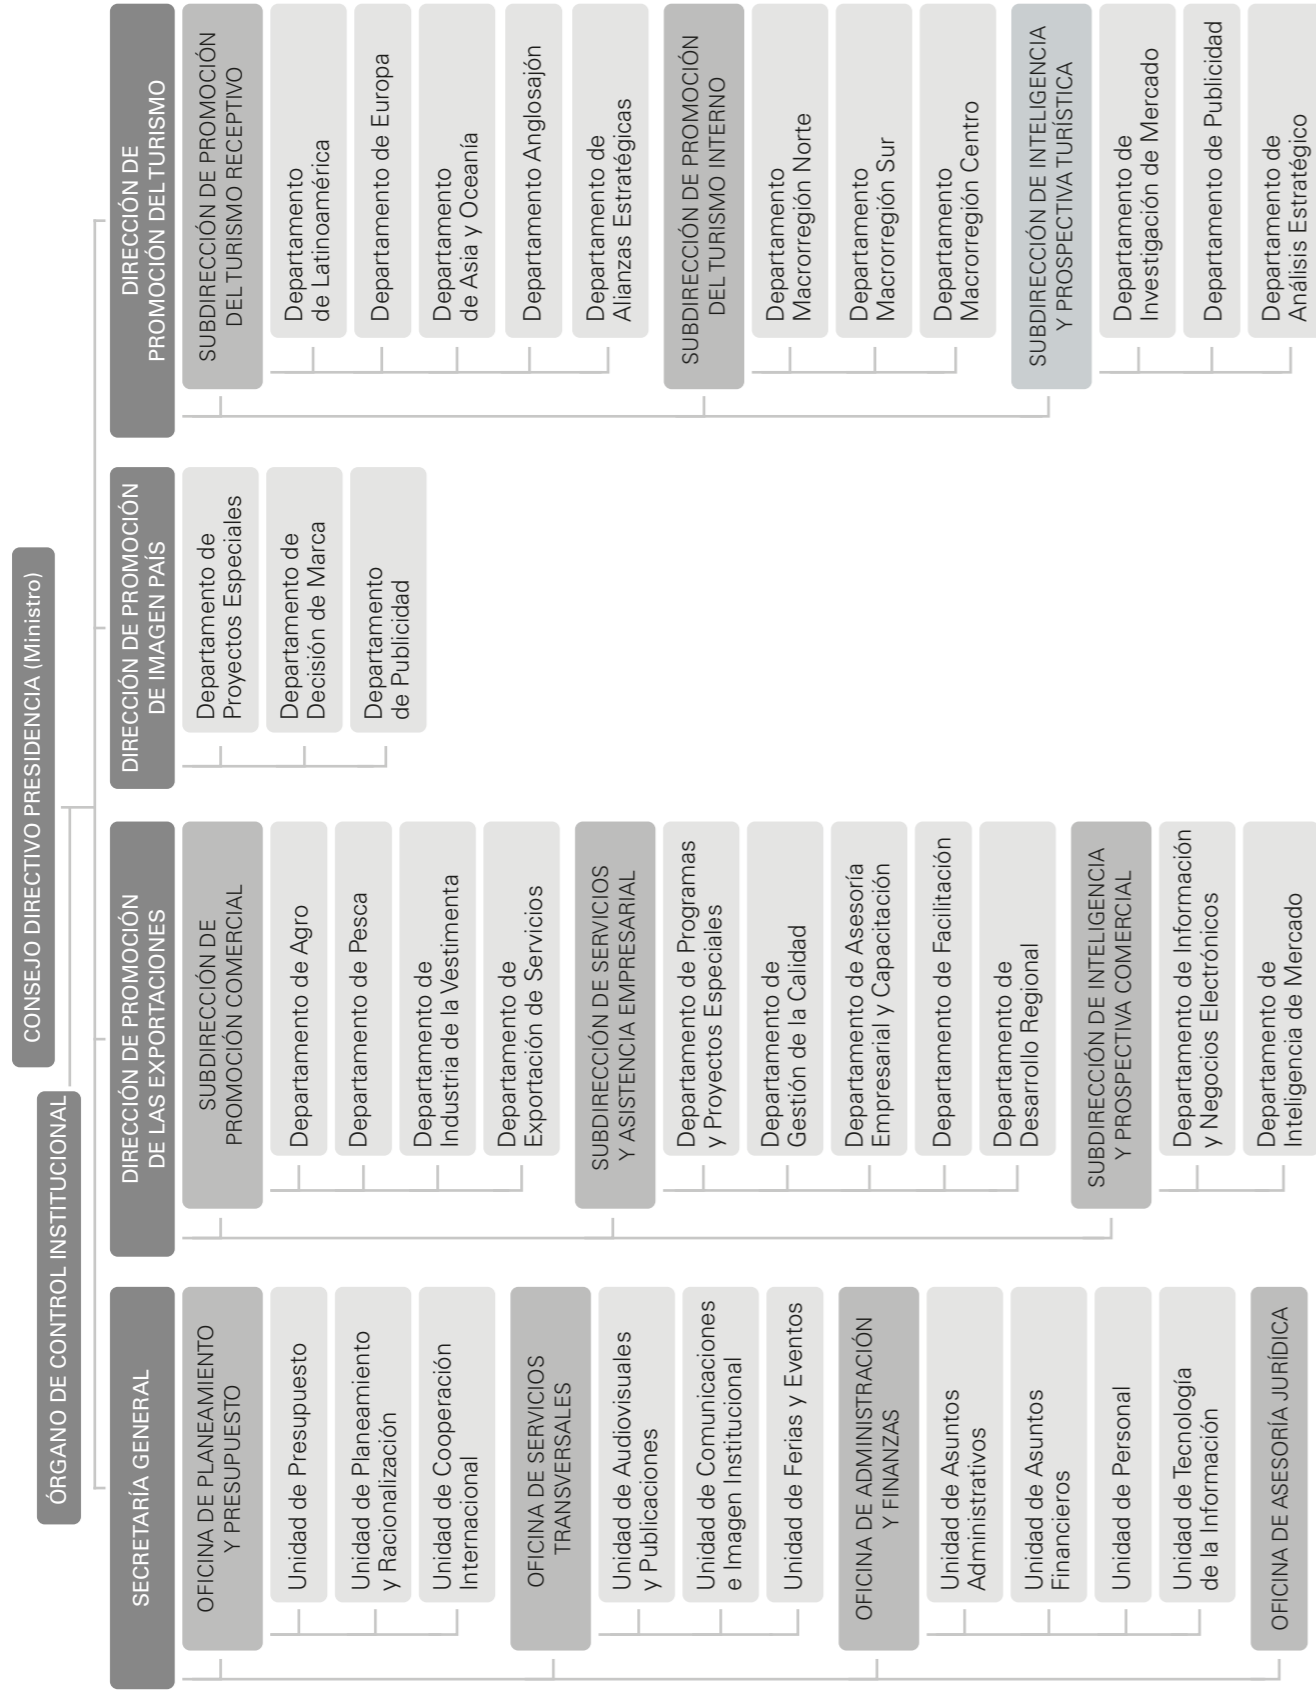 CONSEJO DIRECTIVO PRESIDENCIA (Ministro)
ÓRGANO DE CONTROL INSTITUCIONAL
SECRETARÍA GENERAL
OFICINA DE PLANEAMIENTO
Y PRESUPUESTO
Unidad de Presupuesto
Unidad de Planeamiento
y Racionalización
Unidad de Cooperación
Internacional
OFICINA DE SERVICIOS
TRANSVERSALES
Unidad de Audiovisuales
y Publicaciones
Unidad de Comunicaciones
e Imagen Institucional
Unidad de Ferias y Eventos
OFICINA DE ADMINISTRACIÓN
Y FINANZAS
Unidad de Asuntos
Administrativos
Unidad de Asuntos
Financieros
Unidad de Personal
Unidad de Tecnología
de la Información
OFICINA DE ASESORÍA JURÍDICA
DIRECCIÓN DE PROMOCIÓN
DE LAS EXPORTACIONES
SUBDIRECCIÓN DE
PROMOCIÓN COMERCIAL
Departamento de Agro
Departamento de Pesca
Departamento de
Industria de la Vestimenta
Departamento de
Exportación de Servicios
SUBDIRECCIÓN DE SERVICIOS
Y ASISTENCIA EMPRESARIAL
Departamento de Programas
y Proyectos Especiales
Departamento de
Gestión de la Calidad
Departamento de Asesoría
Empresarial y Capacitación
Departamento de Facilitación
Departamento de
Desarrollo Regional
SUBDIRECCIÓN DE INTELIGENCIA
Y PROSPECTIVA COMERCIAL
Departamento de Información
y Negocios Electrónicos
Departamento de
Inteligencia de Mercado
DIRECCIÓN DE PROMOCIÓN
DE IMAGEN PAÍS
Departamento de
Proyectos Especiales
Departamento de
Decisión de Marca
Departamento
de Publicidad
DIRECCIÓN DE
PROMOCIÓN DEL TURISMO
SUBDIRECCIÓN DE PROMOCIÓN
DEL TURISMO RECEPTIVO
Departamento
de Latinoamérica
Departamento de Europa
Departamento
de Asia y Oceanía
Departamento Anglosajón
Departamento de
Alianzas Estratégicas
SUBDIRECCIÓN DE PROMOCIÓN
DEL TURISMO INTERNO
Departamento
Macrorregión Norte
Departamento
Macrorregión Sur
Departamento
Macrorregión Centro
SUBDIRECCIÓN DE INTELIGENCIA
Y PROSPECTIVA TURÍSTICA
Departamento de
Investigación de Mercado
Departamento de Publicidad
Departamento de
Análisis Estratégico